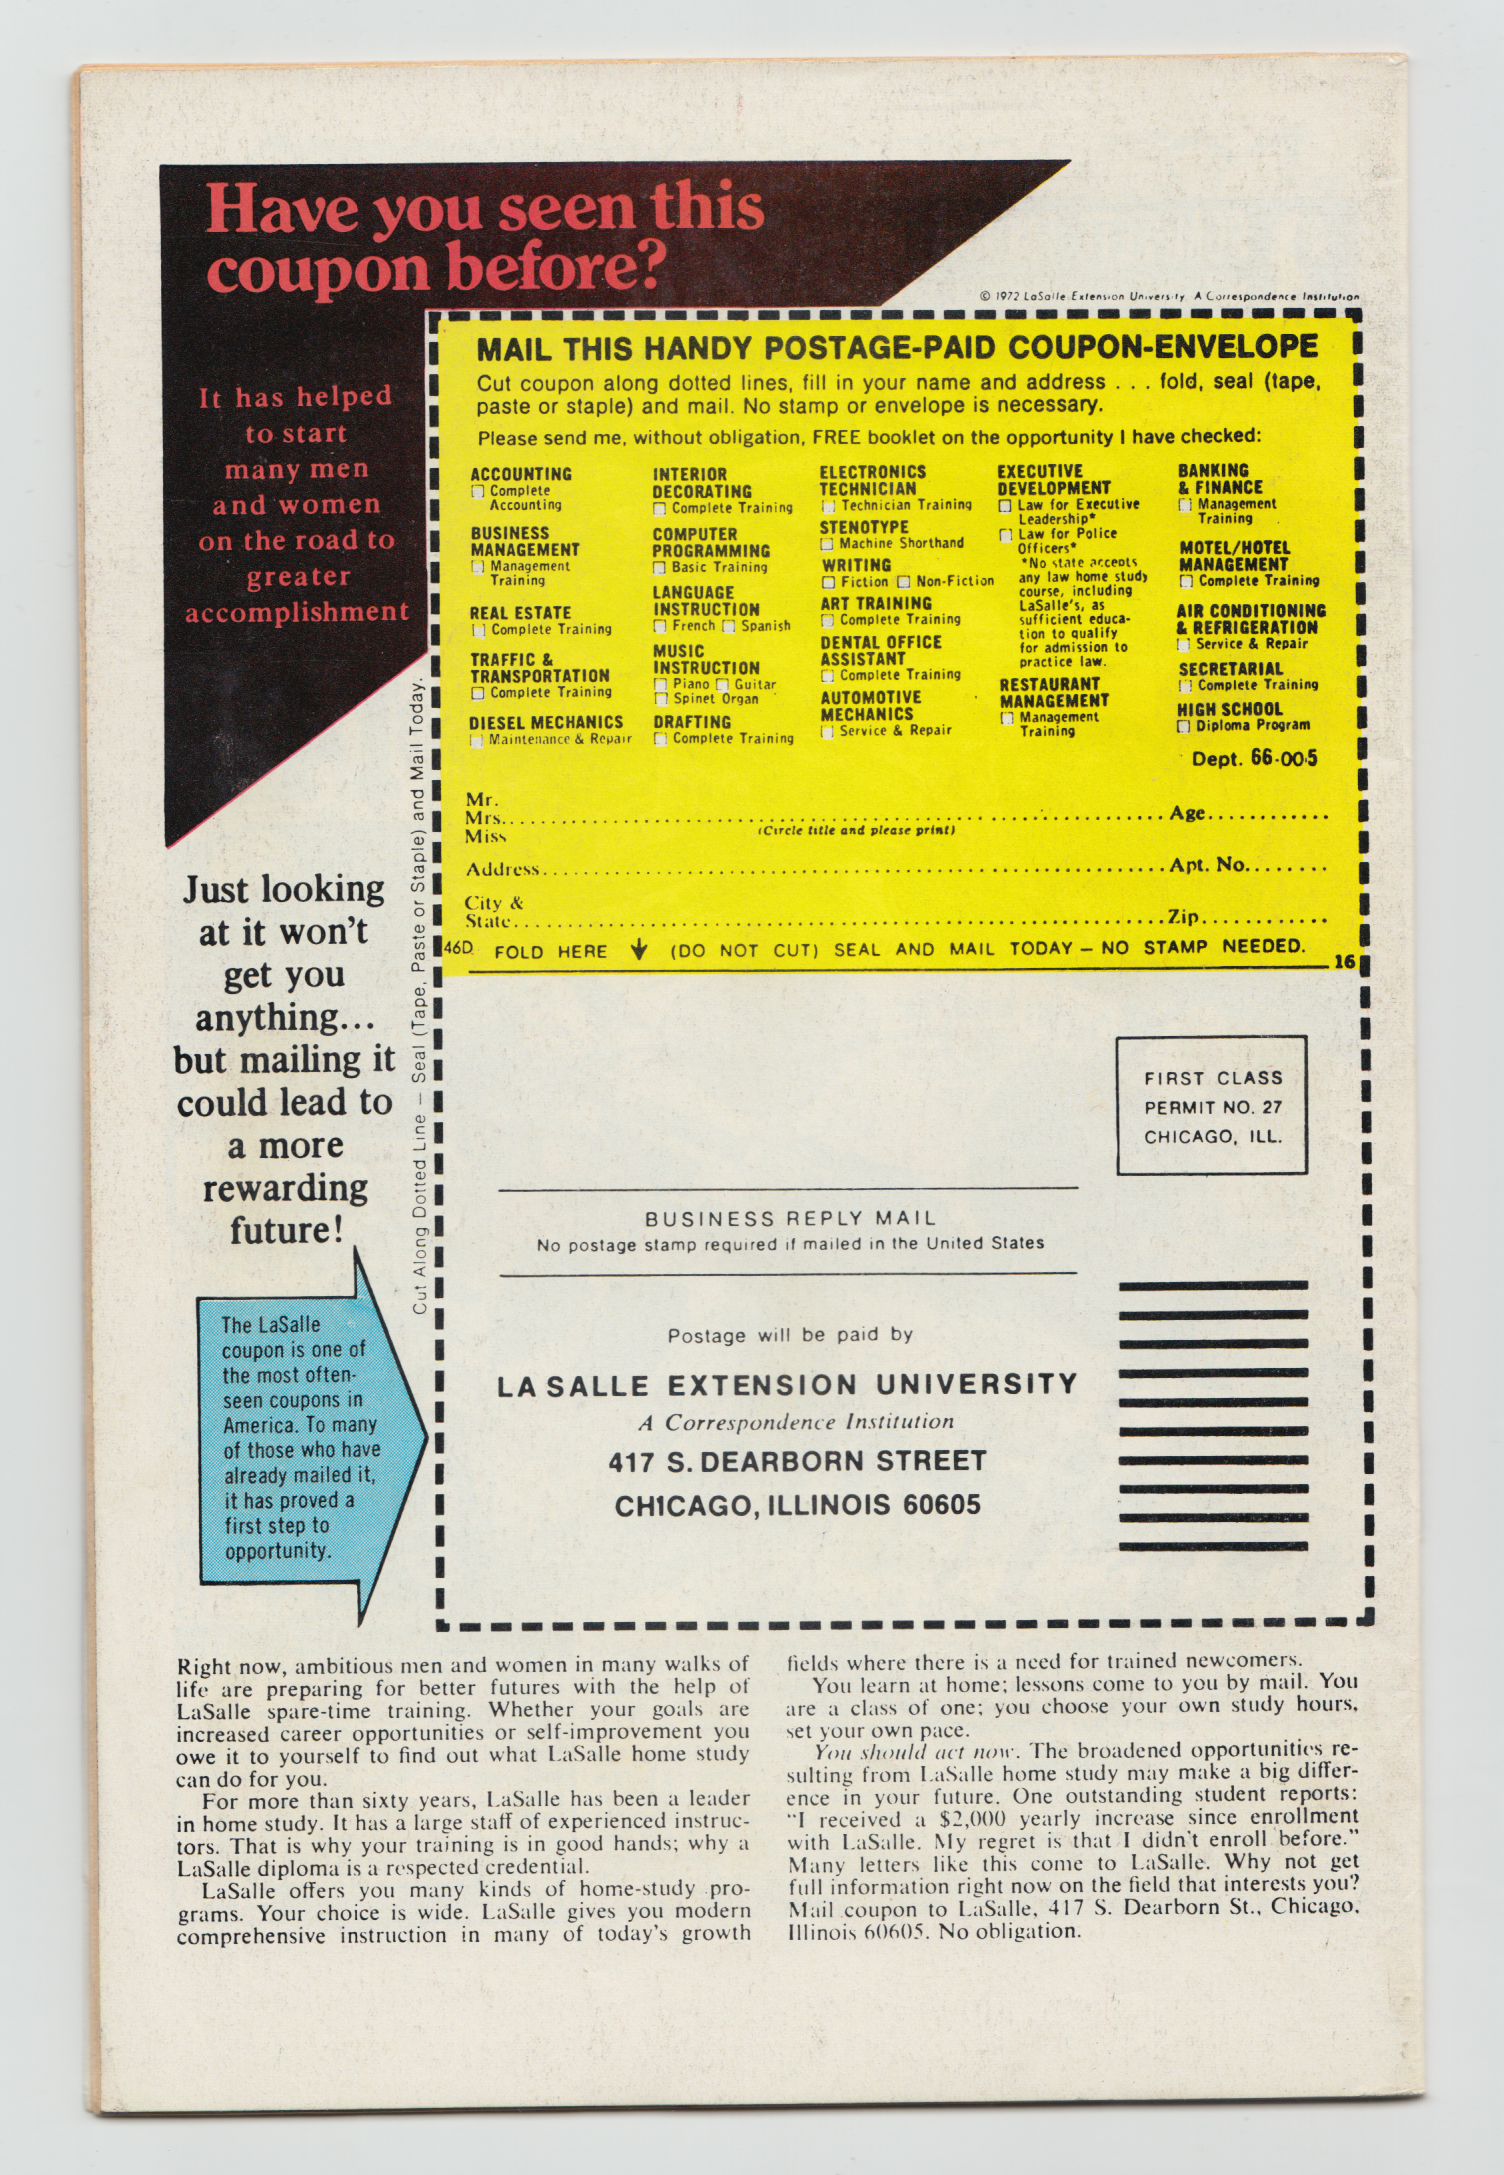 Have you seen this
coupon before?
© 1972 LaSalle Extension University A Correspondence Institution
It has helped
to start
many men
and women
on the road to
greater
accomplishment
MAIL THIS HANDY POSTAGE-PAID COUPON-ENVELOPE
Cut coupon along dotted lines, fill in your name and address . . . fold, seal (tape,
paste or staple) and mail. No stamp or envelope is necessary.
Please send me, without obligation, FREE booklet on the opportunity I have checked:
ACCOUNTING
Complete
Accounting
BUSINESS
MANAGEMENT
Management
Training
REAL ESTATE
Complete Training
TRAFFIC &
TRANSPORTATION
Complete Training
DIESEL MECHANICS
Maintenance & Repair
INTERIOR
DECORATING
Complete Training
COMPUTER
PROGRAMMING
Basic Training
LANGUAGE
INSTRUCTION
French Spanish
MUSIC
INSTRUCTION
Piano Guitar
Spinet Organ
DRAFTING
Complete Training
ELECTRONICS
TECHNICIAN
Technician Training
STENOTYPE
Machine Shorthand
WRITING
Fiction Non-Fiction
ART TRAINING
Complete Training
DENTAL OFFICE
ASSISTANT
Complete Training
AUTOMOTIVE
MECHANICS
Service & Repair
EXECUTIVE
DEVELOPMENT
Law for Executive
Leadership*
Law for Police
Officers*
*No state accepts
any law home study
course, including
LaSalle's, as
sufficient educa-
tion to qualify
for admission to
practice law.
RESTAURANT
MANAGEMENT
Management
Training
BANKING
& FINANCE
Management
Training
MOTEL/HOTEL
MANAGEMENT
Complete Training
AIR CONDITIONING
& REFRIGERATION
Service & Repair
SECRETARIAL
Complete Training
HIGH SCHOOL
Diploma Program
Dept. 66-005
Mr.
Mrs. Age
Miss (Circle title and please print)
Address Apt. No.
City &
State Zip
46D FOLD HERE (DO NOT CUT) SEAL AND MAIL TODAY – NO STAMP NEEDED.
16
Cut Along Dotted Line – Seal (Tape, Paste or Staple) and Mail Today.
Just looking
at it won't
get you
anything...
but mailing it
could lead to
a more
rewarding
future!
The LaSalle
coupon is one of
the most often-
seen coupons in
America. To many
of those who have
already mailed it,
it has proved a
first step to
opportunity.
FIRST CLASS
PERMIT NO. 27
CHICAGO, ILL.
BUSINESS REPLY MAIL
No postage stamp required if mailed in the United States
Postage will be paid by
LA SALLE EXTENSION UNIVERSITY
A Correspondence Institution
417 S. DEARBORN STREET
CHICAGO, ILLINOIS 60605
Right now, ambitious men and women in many walks of
life are preparing for better futures with the help of
LaSalle spare-time training. Whether your goals are
increased career opportunities or self-improvement you
owe it to yourself to find out what LaSalle home study
can do for you.
For more than sixty years, LaSalle has been a leader
in home study. It has a large staff of experienced instruc-
tors. That is why your training is in good hands; why a
LaSalle diploma is a respected credential.
LaSalle offers you many kinds of home-study pro-
grams. Your choice is wide. LaSalle gives you modern
comprehensive instruction in many of today's growth
fields where there is a need for trained newcomers.
You learn at home; lessons come to you by mail. You
are a class of one; you choose your own study hours,
set your own pace.
You should act now. The broadened opportunities re-
sulting from LaSalle home study may make a big differ-
ence in your future. One outstanding student reports:
"I received a $2,000 yearly increase since enrollment
with LaSalle. My regret is that I didn't enroll before."
Many letters like this come to LaSalle. Why not get
full information right now on the field that interests you?
Mail coupon to LaSalle, 417 S. Dearborn St., Chicago,
Illinois 60605. No obligation.